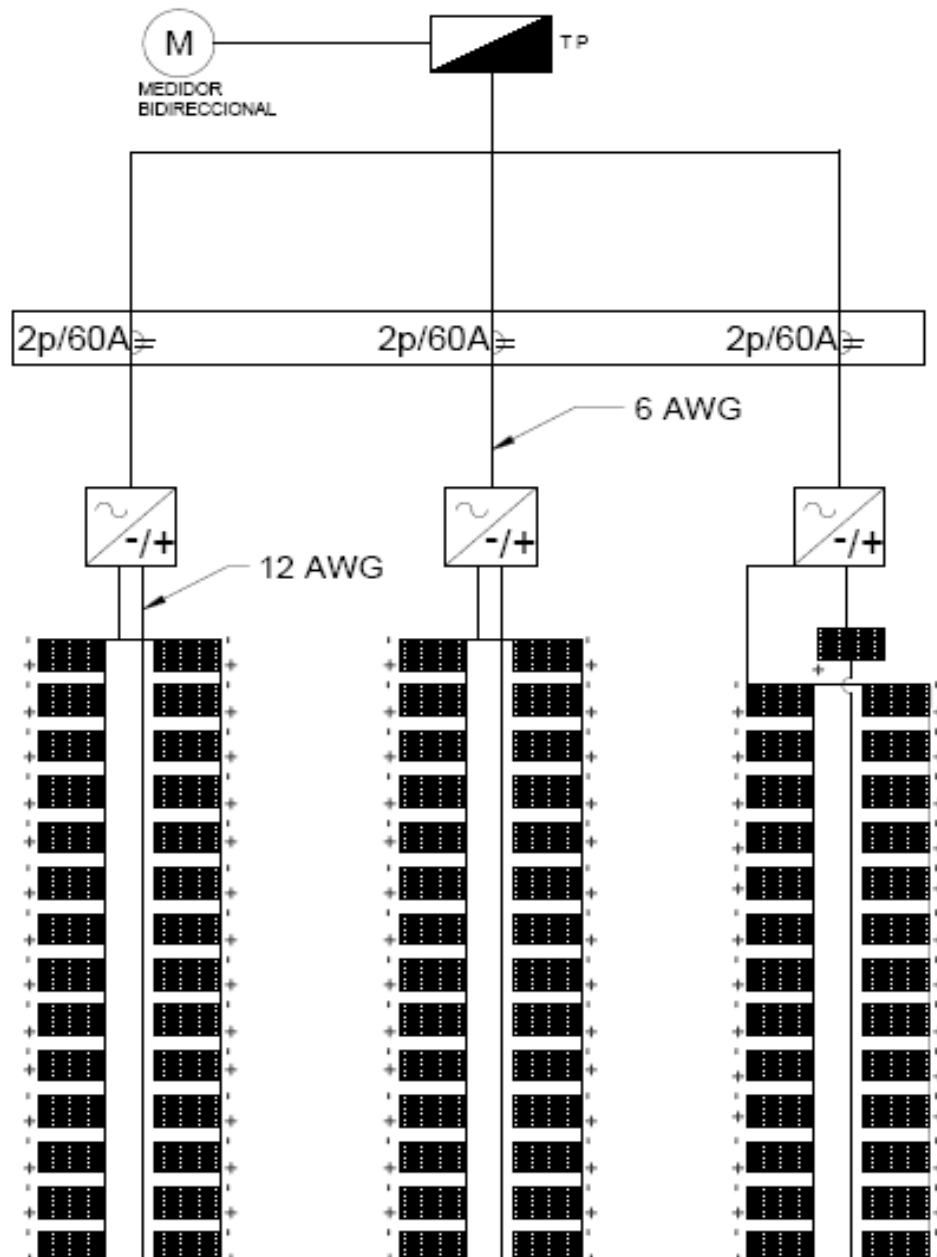 M
TP
MEDIDOR
BIDIRECCIONAL
2p/60A
2p/60A
2p/60A
6 AWG
-/+
-/+
-/+
12 AWG